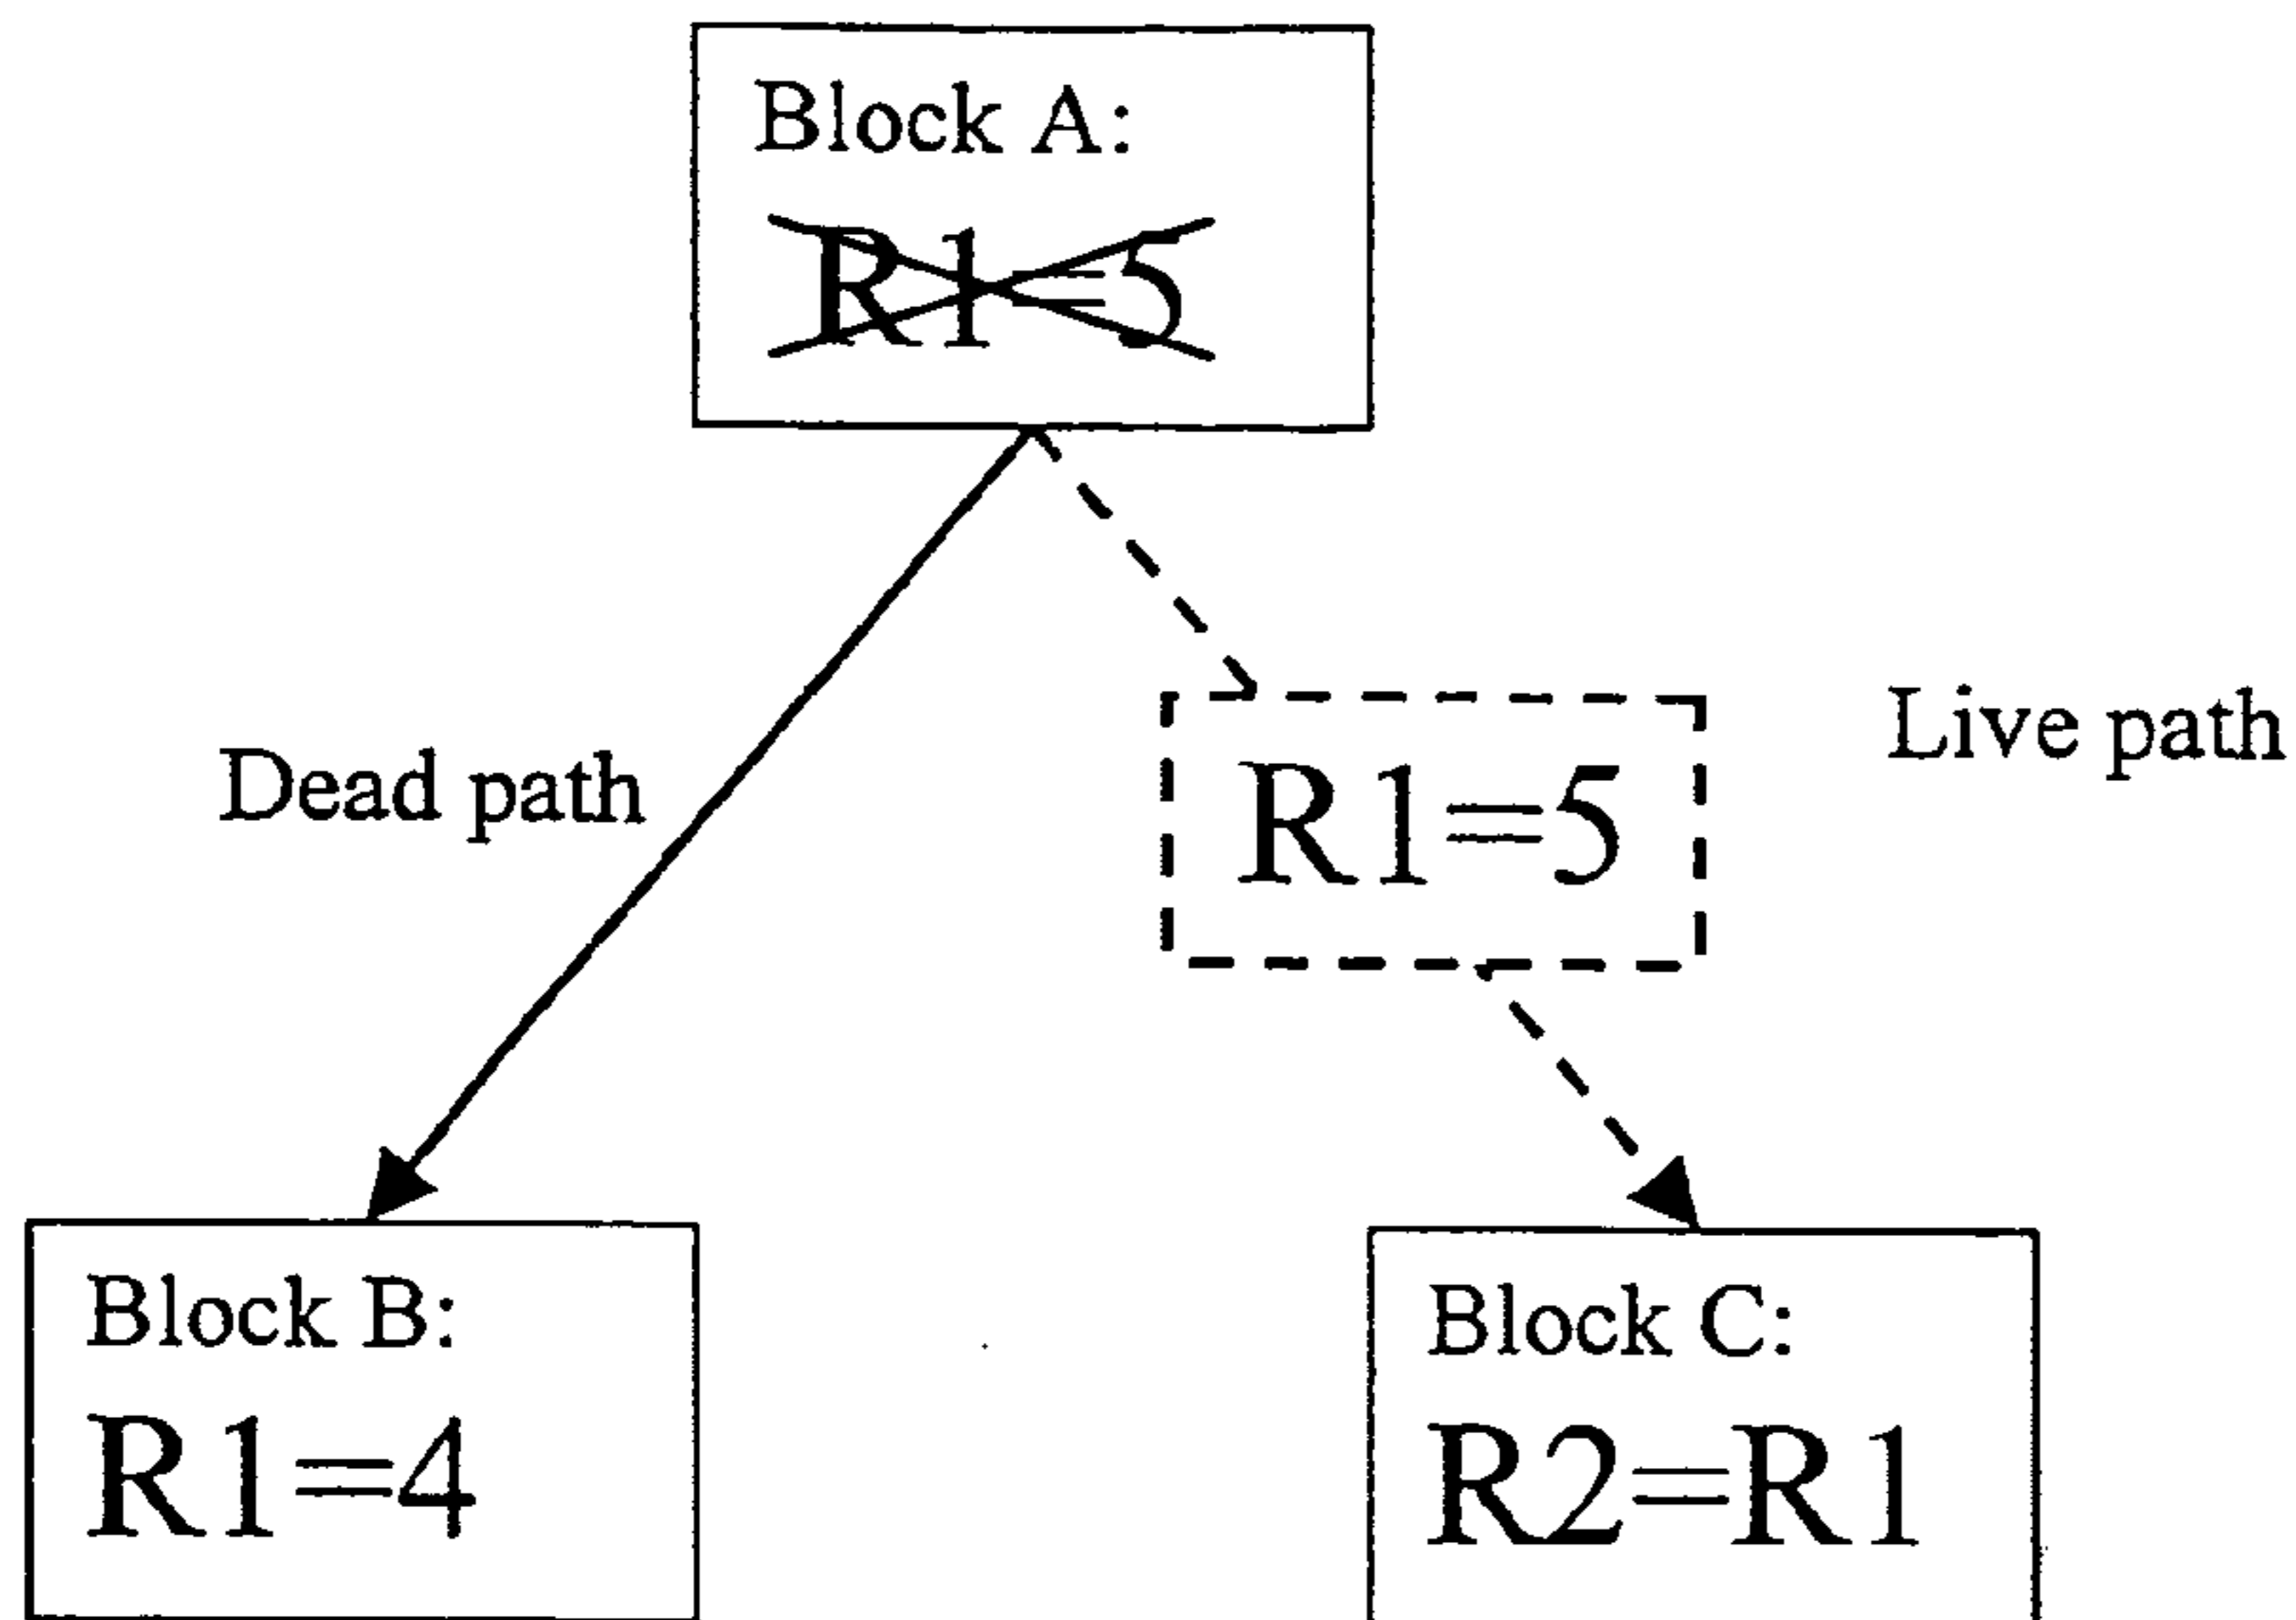 Block A:
R1=5
Live path
Dead path
R1=5
Block B:
R1=4
Block C:
R2=R1